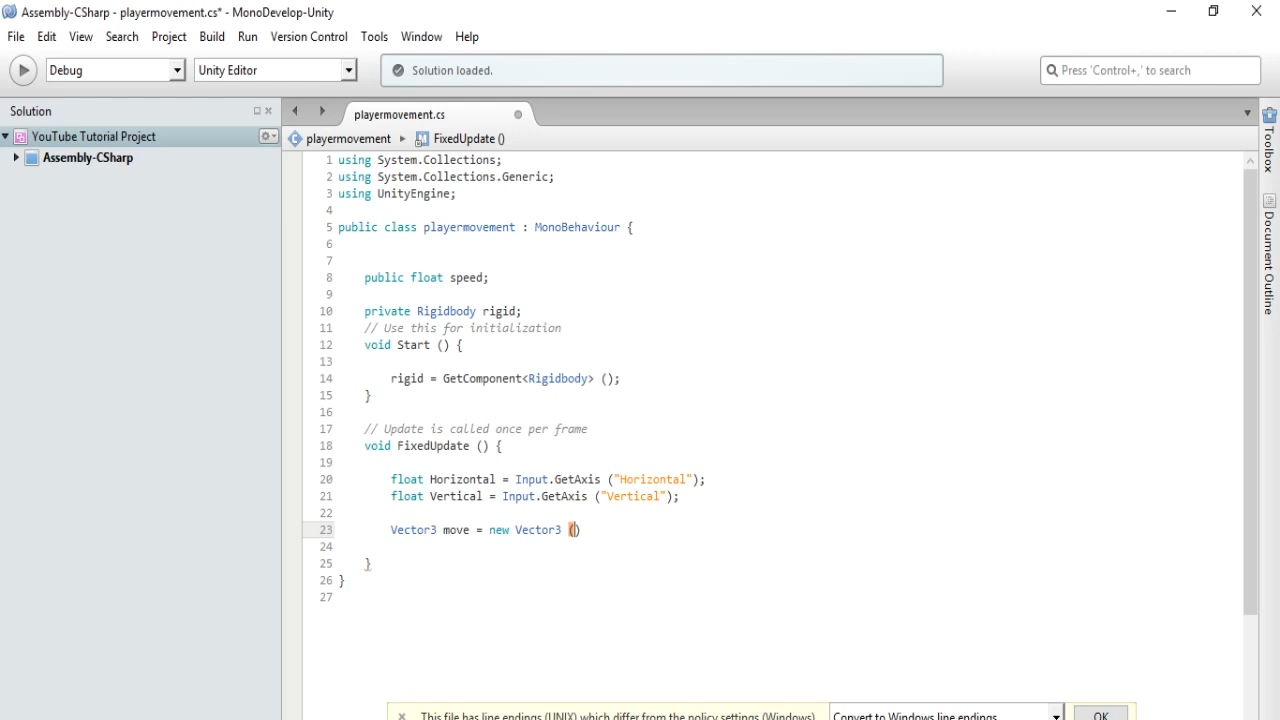 Assembly-CSharp - playermovement.cs* - MonoDevelop-Unity
File Edit View Search Project Build Run Version Control Tools Window Help
Debug Unity Editor Solution loaded. Press 'Control+,' to search
Solution playermovement.cs
YouTube Tutorial Project playermovement FixedUpdate ()
Assembly-CSharp
Toolbox
Document Outline
1 using System.Collections;
2 using System.Collections.Generic;
3 using UnityEngine;
4
5 public class playermovement : MonoBehaviour {
6
7
8 public float speed;
9
10 private Rigidbody rigid;
11 // Use this for initialization
12 void Start () {
13
14 rigid = GetComponent<Rigidbody> ();
15 }
16
17 // Update is called once per frame
18 void FixedUpdate () {
19
20 float Horizontal = Input.GetAxis ("Horizontal");
21 float Vertical = Input.GetAxis ("Vertical");
22
23 Vector3 move = new Vector3 ()
24
25 }
26 }
27
This file has line endings (UNIX) which differ from the policy settings (Windows). Convert to Windows line endings OK